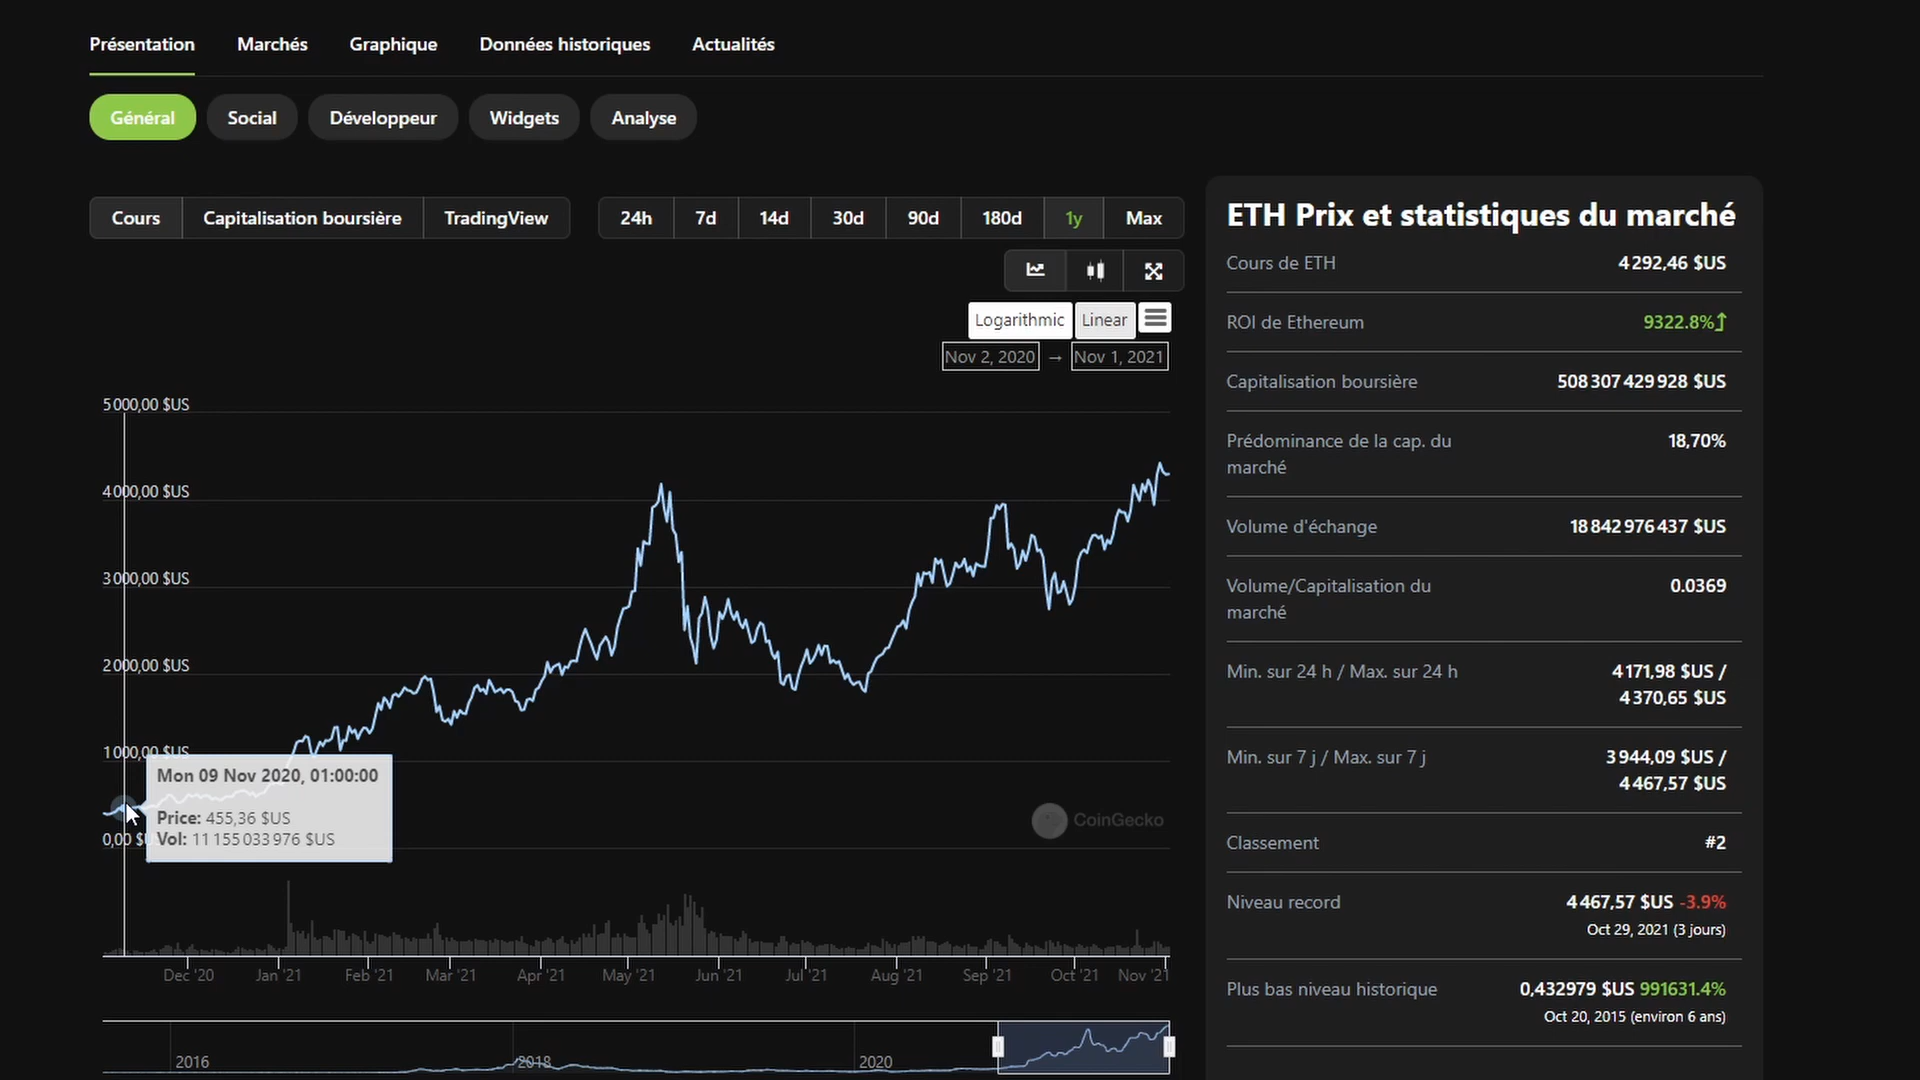 Présentation Marchés Graphique Données historiques Actualités
Général Social Développeur Widgets Analyse
Cours Capitalisation boursière TradingView 24h 7d 14d 30d 90d 180d 1y Max
Logarithmic Linear
Nov 2, 2020 → Nov 1, 2021
5000,00 $US
4000,00 $US
3000,00 $US
2000,00 $US
1000,00 $US
0,00 $U
Mon 09 Nov 2020, 01:00:00
Price: 455,36 $US
Vol: 11 155 033 976 $US
CoinGecko
Dec '20 Jan '21 Feb '21 Mar '21 Apr '21 May '21 Jun '21 Jul '21 Aug '21 Sep '21 Oct '21 Nov '21
2016 2018 2020
ETH Prix et statistiques du marché
Cours de ETH 4 292,46 $US
ROI de Ethereum 9322.8%
Capitalisation boursière 508 307 429 928 $US
Prédominance de la cap. du 18,70%
marché
Volume d'échange 18 842 976 437 $US
Volume/Capitalisation du 0.0369
marché
Min. sur 24 h / Max. sur 24 h 4 171,98 $US /
4 370,65 $US
Min. sur 7 j / Max. sur 7 j 3 944,09 $US /
4 467,57 $US
Classement #2
Niveau record 4 467,57 $US -3.9%
Oct 29, 2021 (3 jours)
Plus bas niveau historique 0,432979 $US 991631.4%
Oct 20, 2015 (environ 6 ans)